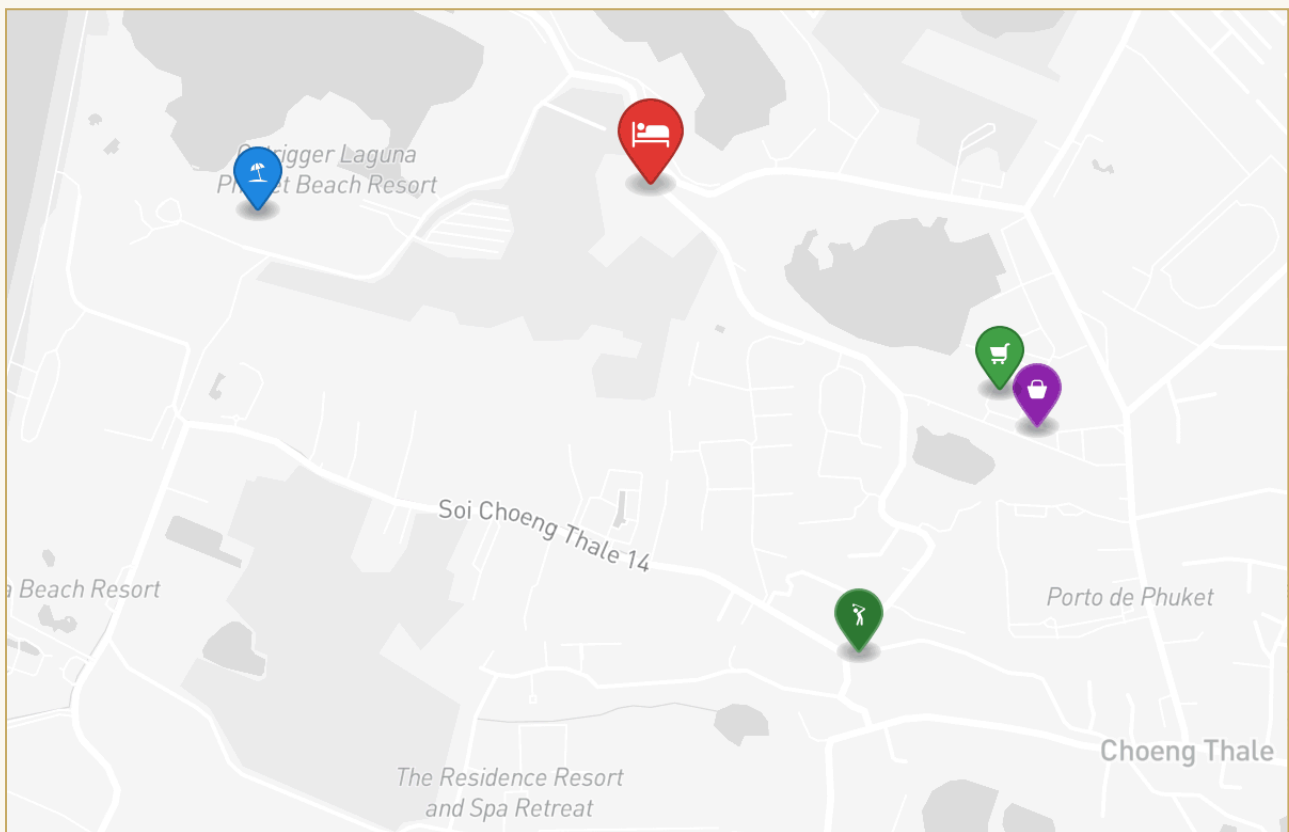 Laguna
Beach Resort
Soi Choeng Thale 14
Beach Resort
Porto de Phuket
Choeng Thale
The Residence Resort
and Spa Retreat